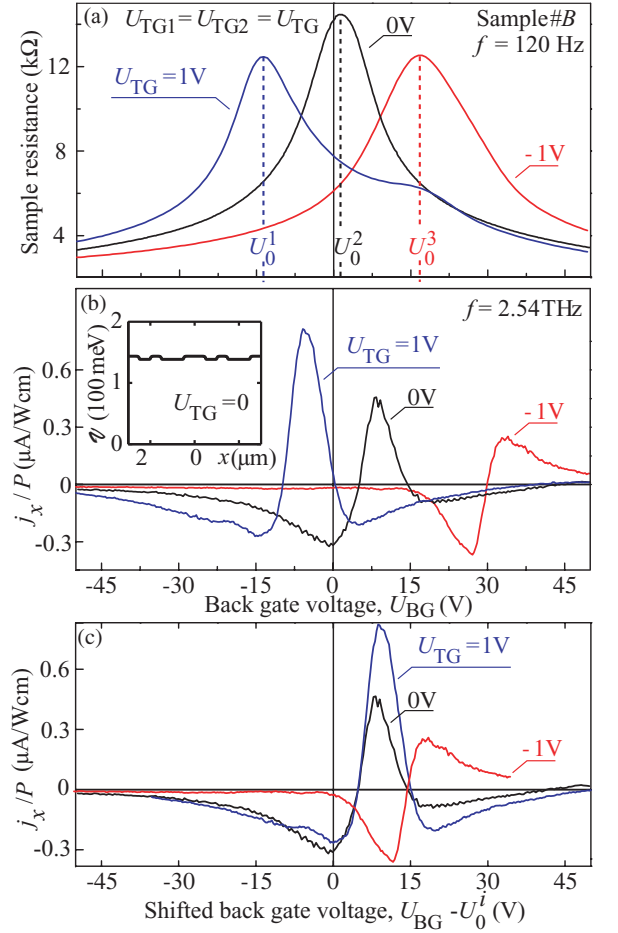 (a) U_TG1 = U_TG2 = U_TG
0V
Sample #B
f = 120 Hz
U_TG = 1V
-1V
Sample resistance (kΩ)
12
8
4
U_0^1 U_0^2 U_0^3
(b)
f = 2.54 THz
2
1
0
𝒱 (100 meV)
U_TG = 0
2 0 x (μm)
U_TG = 1V
0V
-1V
j_x / P (μA/Wcm)
0.6
0.3
0
-0.3
-45 -30 -15 0 15 30 45
Back gate voltage, U_BG (V)
(c)
U_TG = 1V
0V
-1V
j_x / P (μA/Wcm)
0.6
0.3
0
-0.3
-45 -30 -15 0 15 30 45
Shifted back gate voltage, U_BG - U_0^i (V)